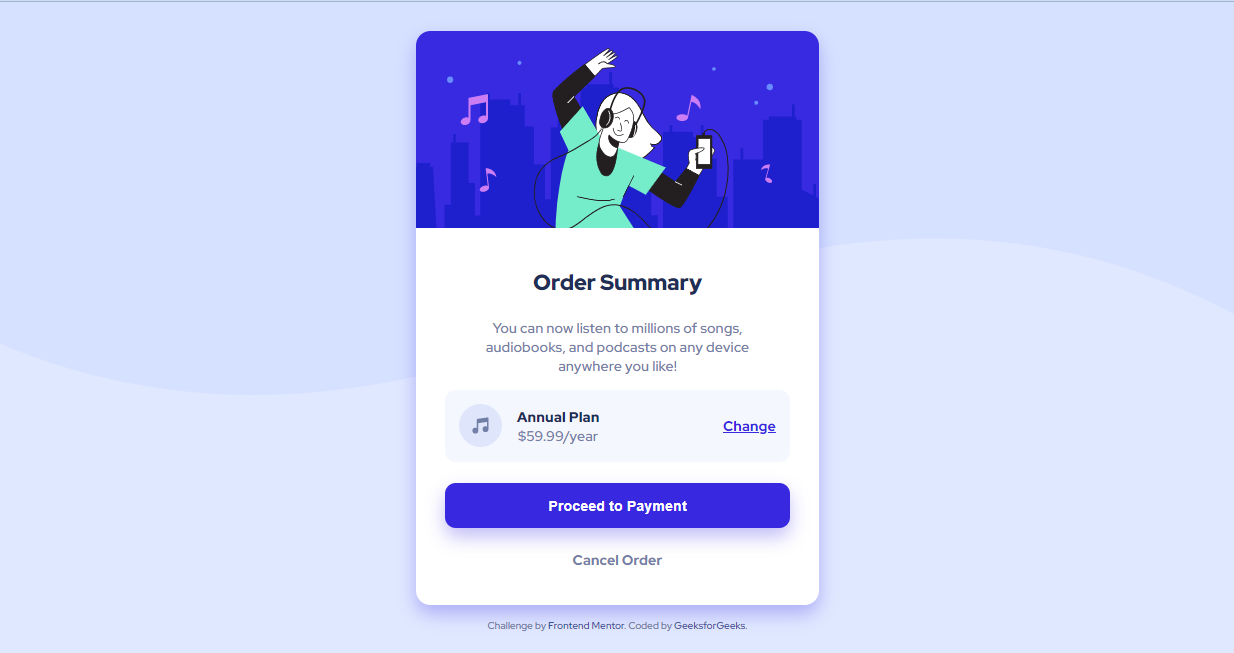 Order Summary
You can now listen to millions of songs,
audiobooks, and podcasts on any device
anywhere you like!
Annual Plan
$59.99/year
Change
Proceed to Payment
Cancel Order
Challenge by Frontend Mentor. Coded by GeeksforGeeks.